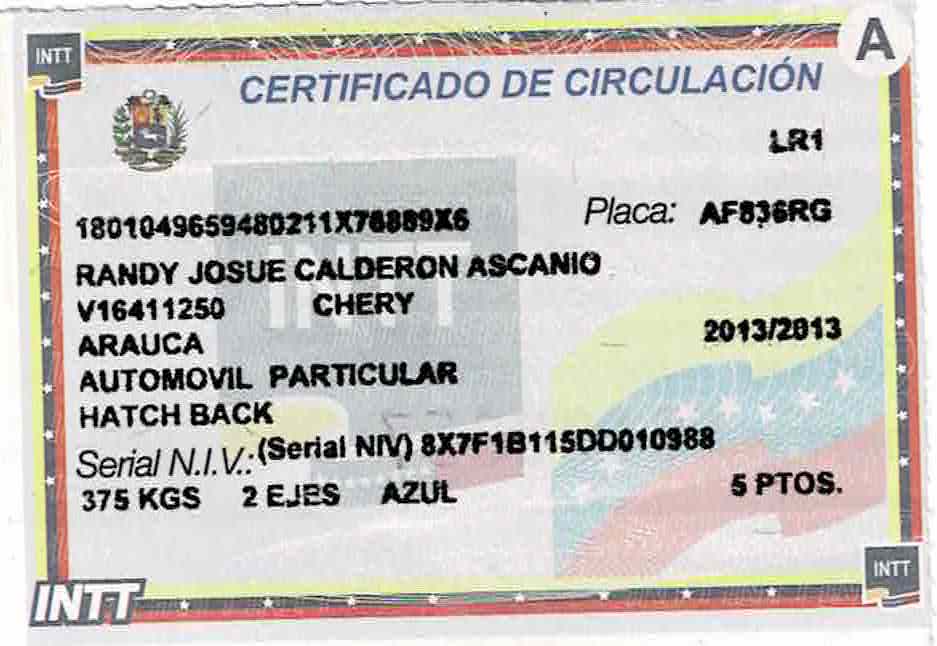 INTT
A
CERTIFICADO DE CIRCULACIÓN
LR1
Placa: AF836RG
RANDY JOSUE CALDERON ASCANIO
V16411250 CHERY
ARAUCA 2013/2013
AUTOMOVIL PARTICULAR
HATCH BACK
Serial N.I.V.:(Serial NIV) 8X7F1B115DD010988
375 KGS 2 EJES AZUL 5 PTOS.
INTT
INTT
INTT